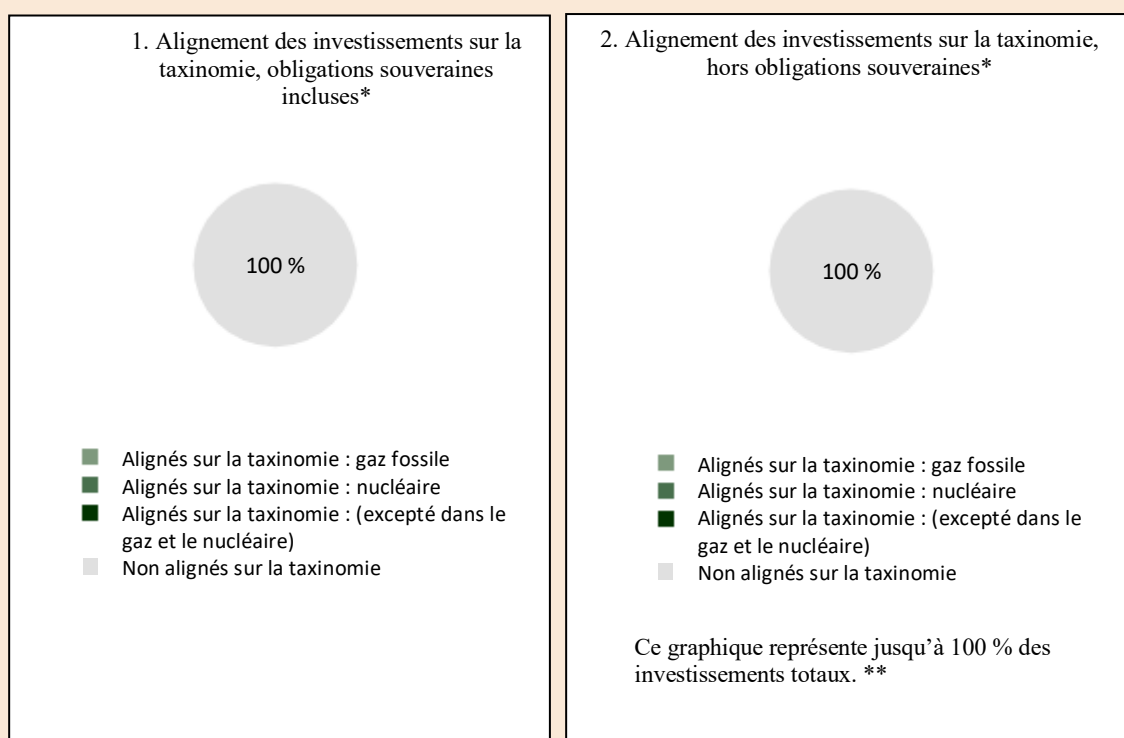 1. Alignement des investissements sur la
taxinomie, obligations souveraines
incluses*
100 %
Alignés sur la taxinomie : gaz fossile
Alignés sur la taxinomie : nucléaire
Alignés sur la taxinomie : (excepté dans le
gaz et le nucléaire)
Non alignés sur la taxinomie
2. Alignement des investissements sur la taxinomie,
hors obligations souveraines*
100 %
Alignés sur la taxinomie : gaz fossile
Alignés sur la taxinomie : nucléaire
Alignés sur la taxinomie : (excepté dans le
gaz et le nucléaire)
Non alignés sur la taxinomie
Ce graphique représente jusqu’à 100 % des
investissements totaux. **